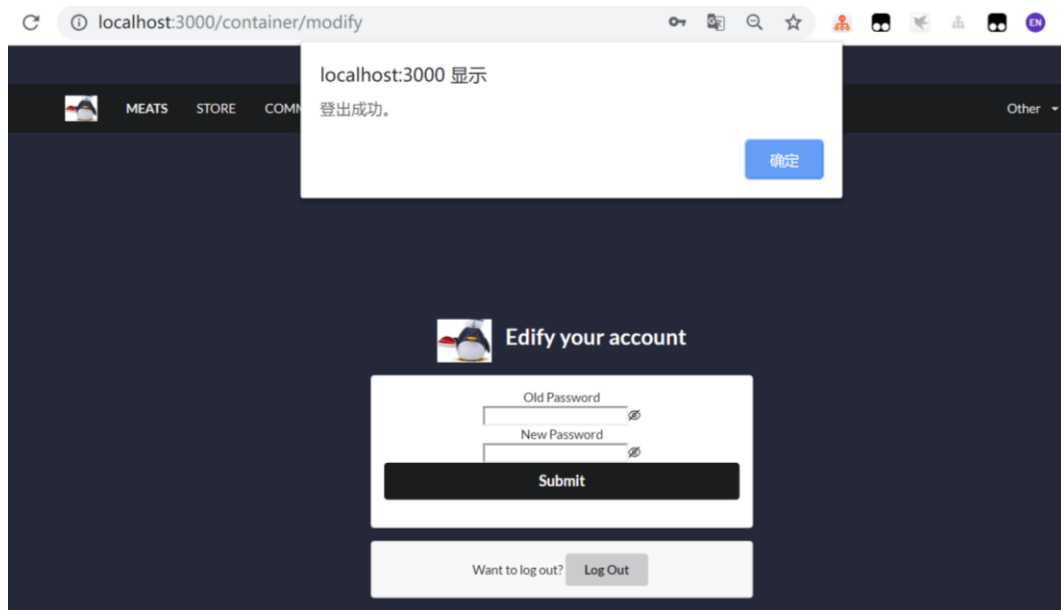 localhost:3000/container/modify
EN
localhost:3000 显示
登出成功。
确定
MEATS STORE COMM Other
Edify your account
Old Password
New Password
Submit
Want to log out? Log Out